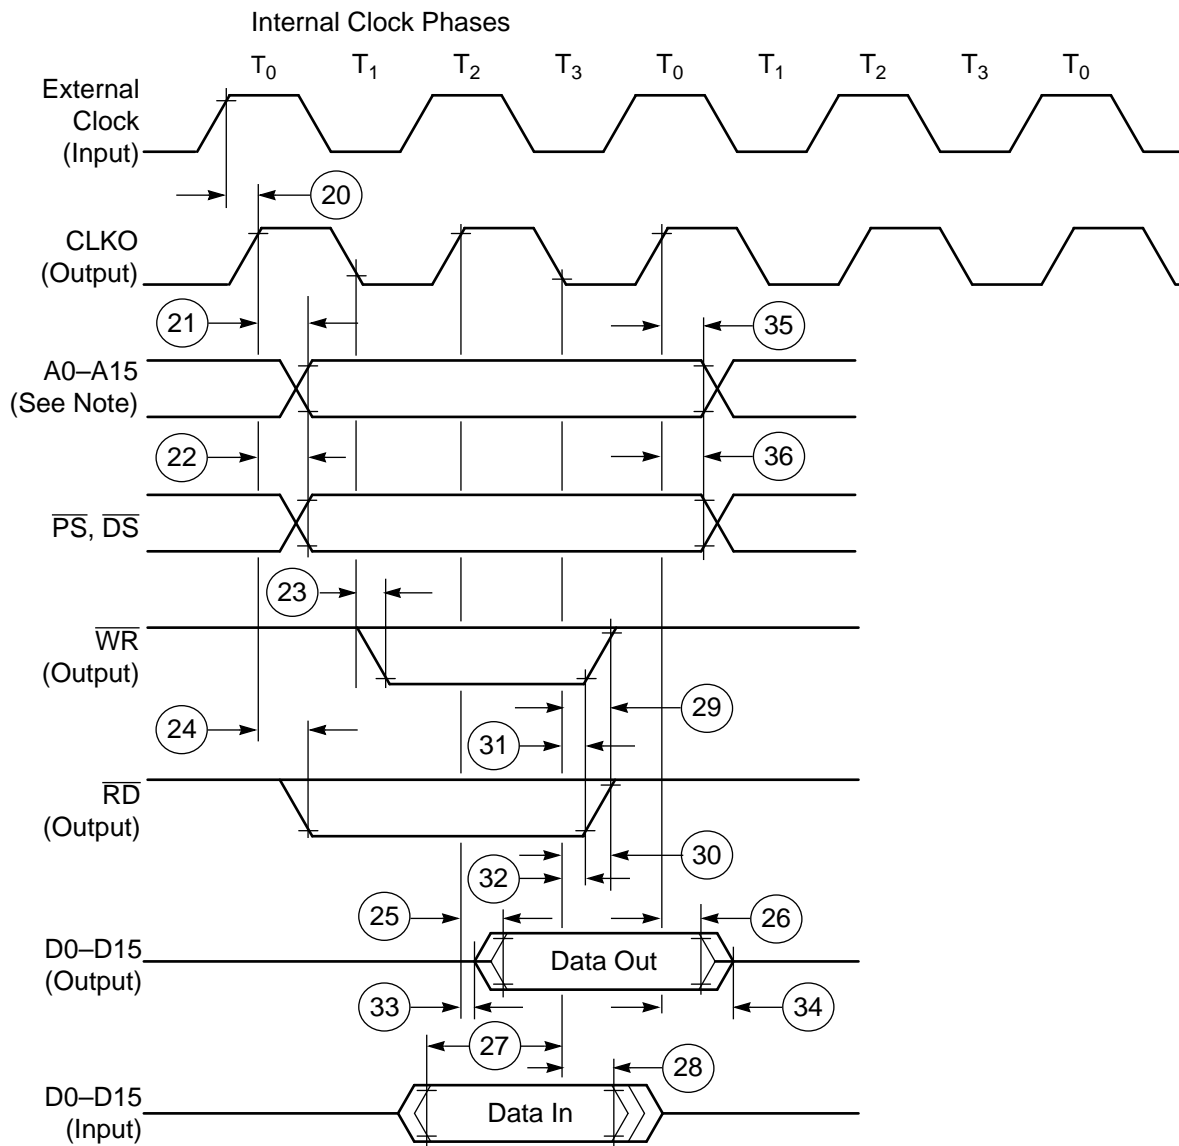 Internal Clock Phases
T0 T1 T2 T3 T0 T1 T2 T3 T0
External
Clock
(Input)
20
CLKO
(Output)
21
35
A0–A15
(See Note)
22
36
PS, DS
23
WR
(Output)
29
24
31
RD
(Output)
30
32
25
26
D0–D15
(Output)
Data Out
33
34
27
28
D0–D15
(Input)
Data In